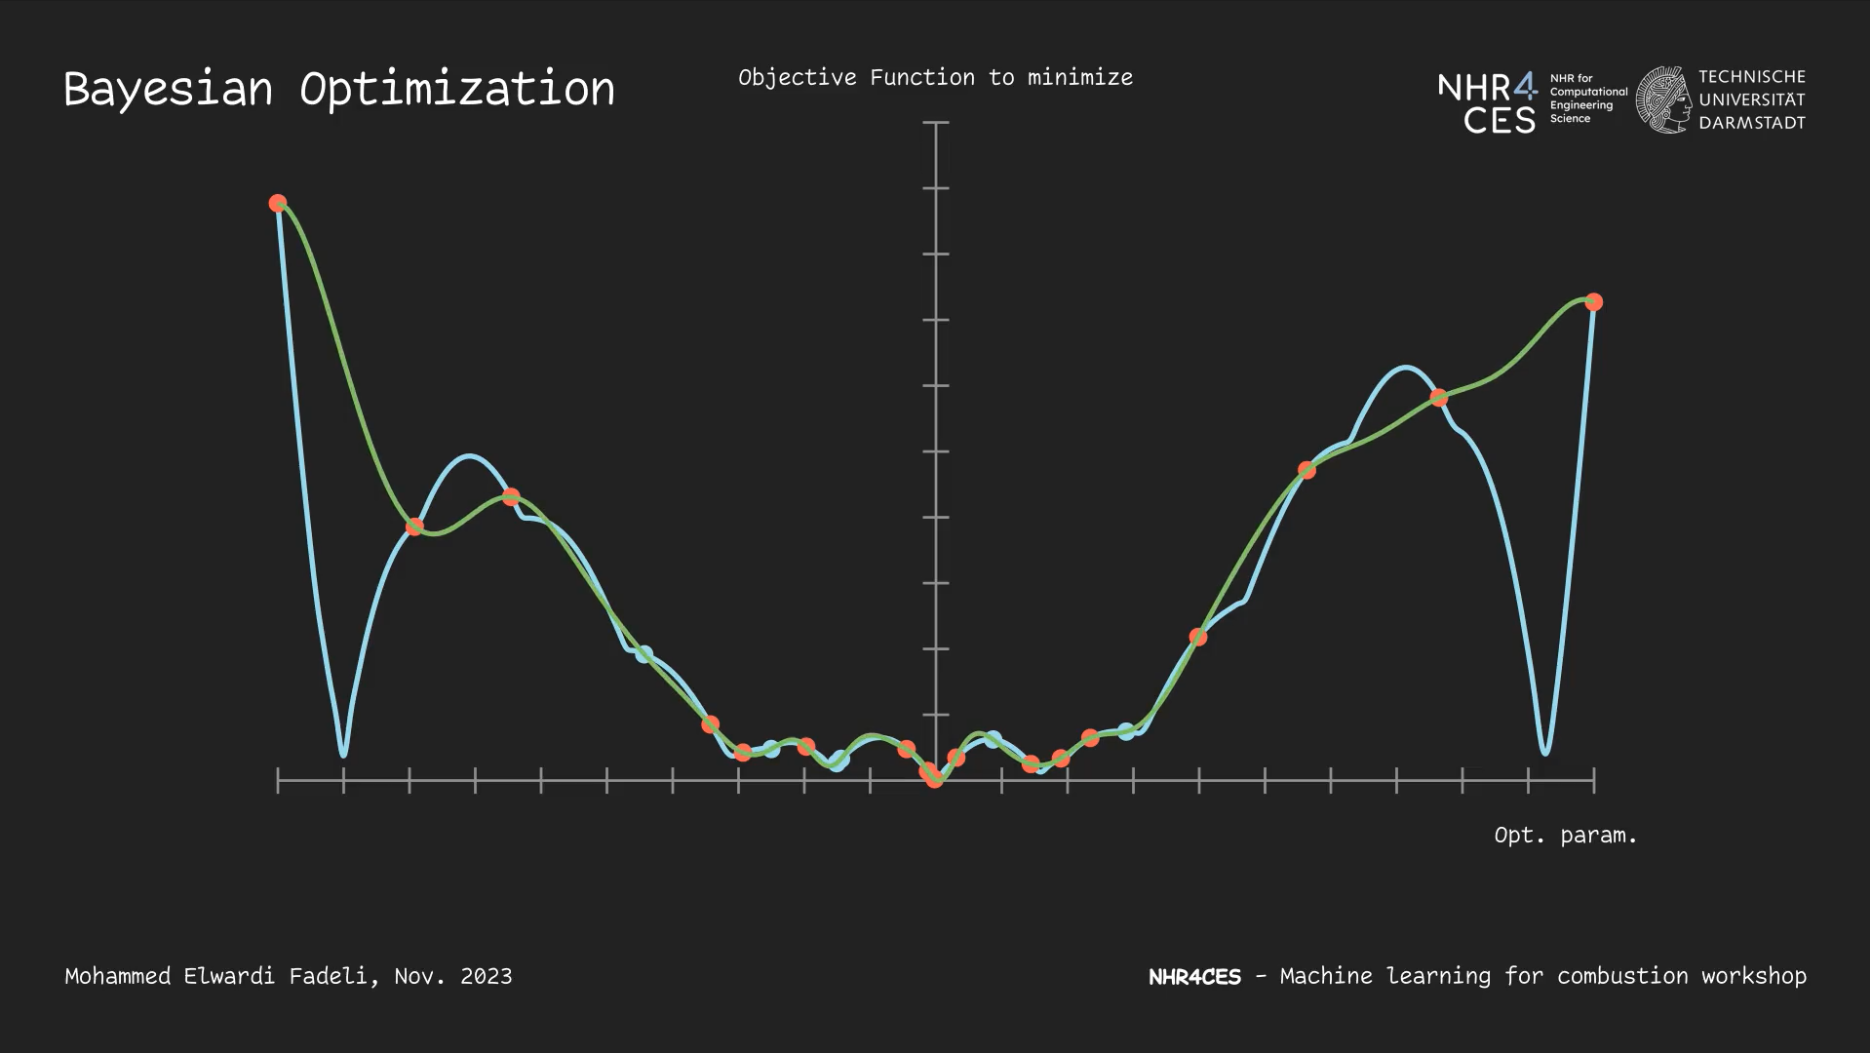 Bayesian Optimization
Objective Function to minimize
NHR4
CES
NHR for
Computational
Engineering
Science
TECHNISCHE
UNIVERSITÄT
DARMSTADT
Opt. param.
Mohammed Elwardi Fadeli, Nov. 2023
NHR4CES - Machine learning for combustion workshop